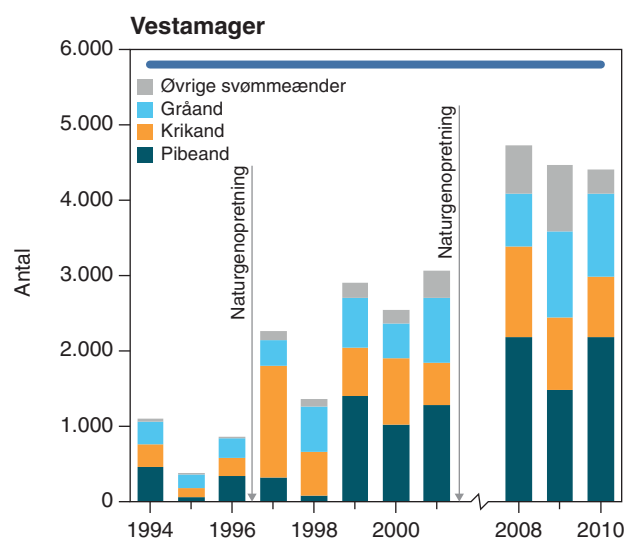 Vestamager
6.000
5.000
4.000
3.000
2.000
1.000
0
Antal
Øvrige svømmeænder
Gråand
Krikand
Pibeand
Naturgenopretning
Naturgenopretning
1994 1996 1998 2000 2008 2010